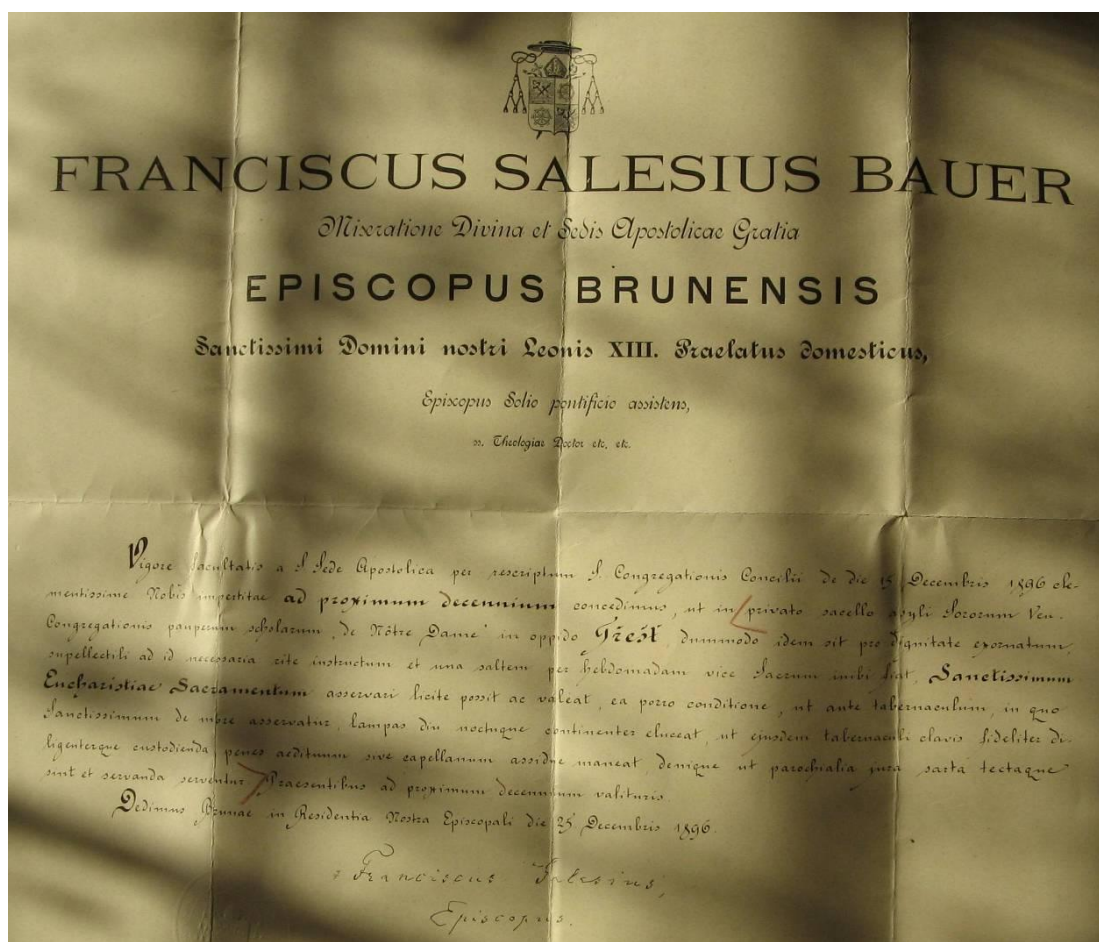 FRANCISCUS SALESIUS BAUER
Miseratione Divina et Sedis Apostolicae Gratia
EPISCOPUS BRUNENSIS
Sanctissimi Domini nostri Leonis XIII. Praelatus domesticus,
Episcopus Solio pontificio assistens,
ss. Theologiae Doctor etc. etc.
Vigore facultatis a S. Sede Apostolica per rescriptum S. Congregationis Concilii de die 15 Decembris 1896 cle-
mentissime Nobis impertitae ad proximum decennium concedimus, ut in privato sacello asyli Sororum Ven.
Congregationis pauperum scholarum „de Nôtre Dame" in oppido Trešt, dummodo idem sit pro dignitate exornatum,
supellectili ad id necessaria rite instructum et una saltem per hebdomadam vice Sacrum inibi fiat, Sanctissimum
Eucharistiae Sacramentum asservari licite possit ac valeat, ea porro conditione, ut ante tabernaculum, in quo
Sanctissimum de more asservatur, lampas diu noctuque continenter eluceat, ut ejusdem tabernaculi clavis fideliter di-
ligenterque custodienda penes aedituum sive capellanum assidue maneat, denique ut parochialia jura sarta tectaque
sint et servanda serventur. Praesentibus ad proximum decennium valituris.
Dedimus Brunae in Residentia Nostra Episcopali die 25 Decembris 1896.
Franciscus Salesius,
Episcopus.